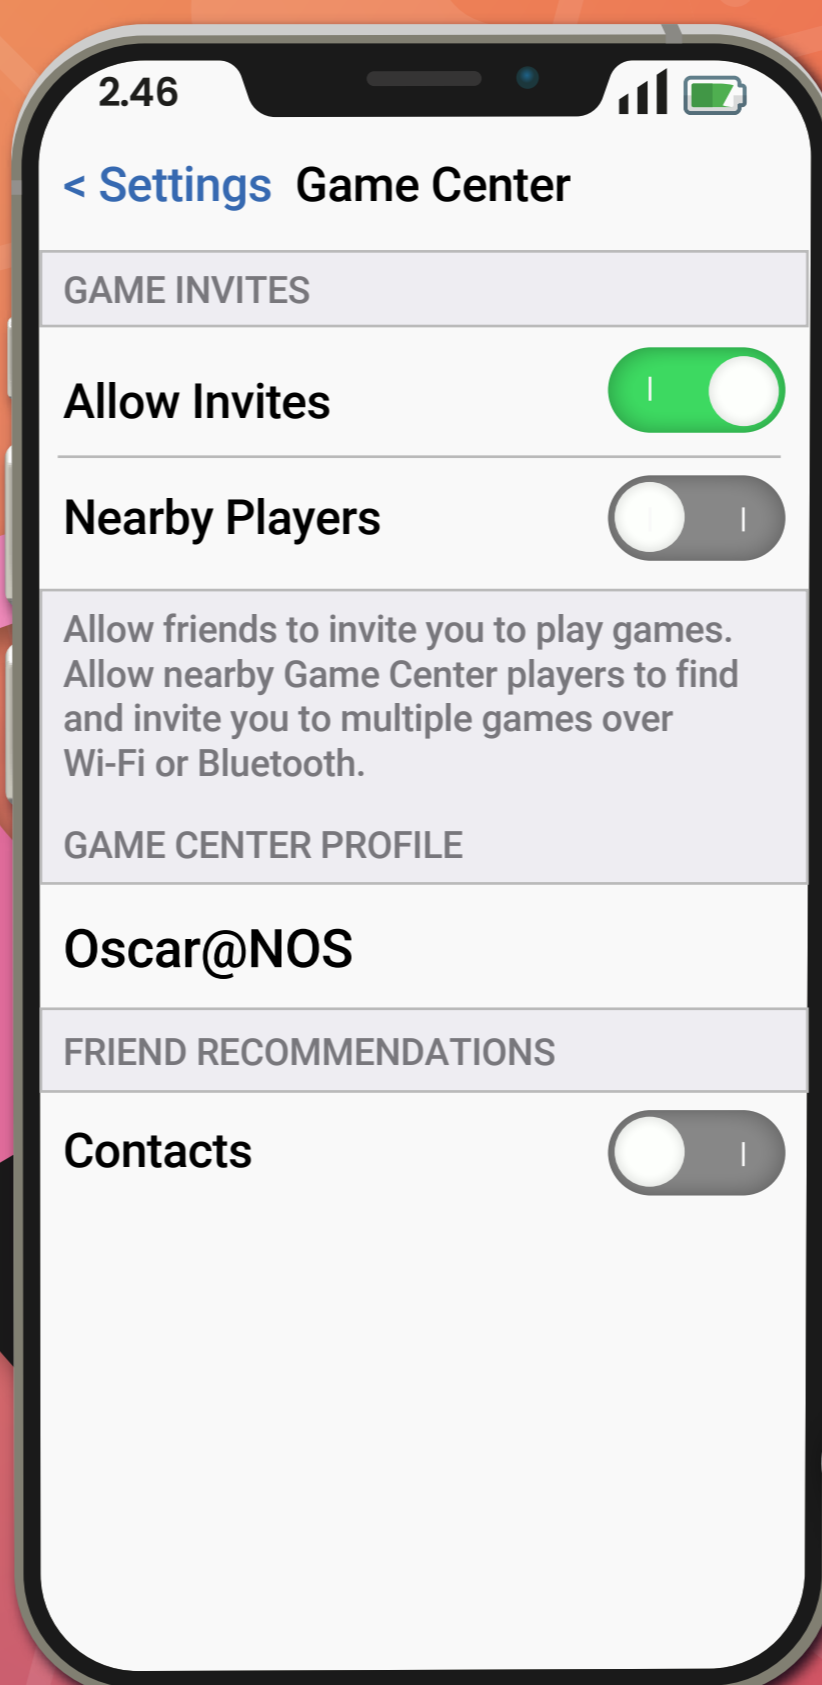 2.46
< Settings Game Center
GAME INVITES
Allow Invites
Nearby Players
Allow friends to invite you to play games.
Allow nearby Game Center players to find
and invite you to multiple games over
Wi-Fi or Bluetooth.
GAME CENTER PROFILE
Oscar@NOS
FRIEND RECOMMENDATIONS
Contacts